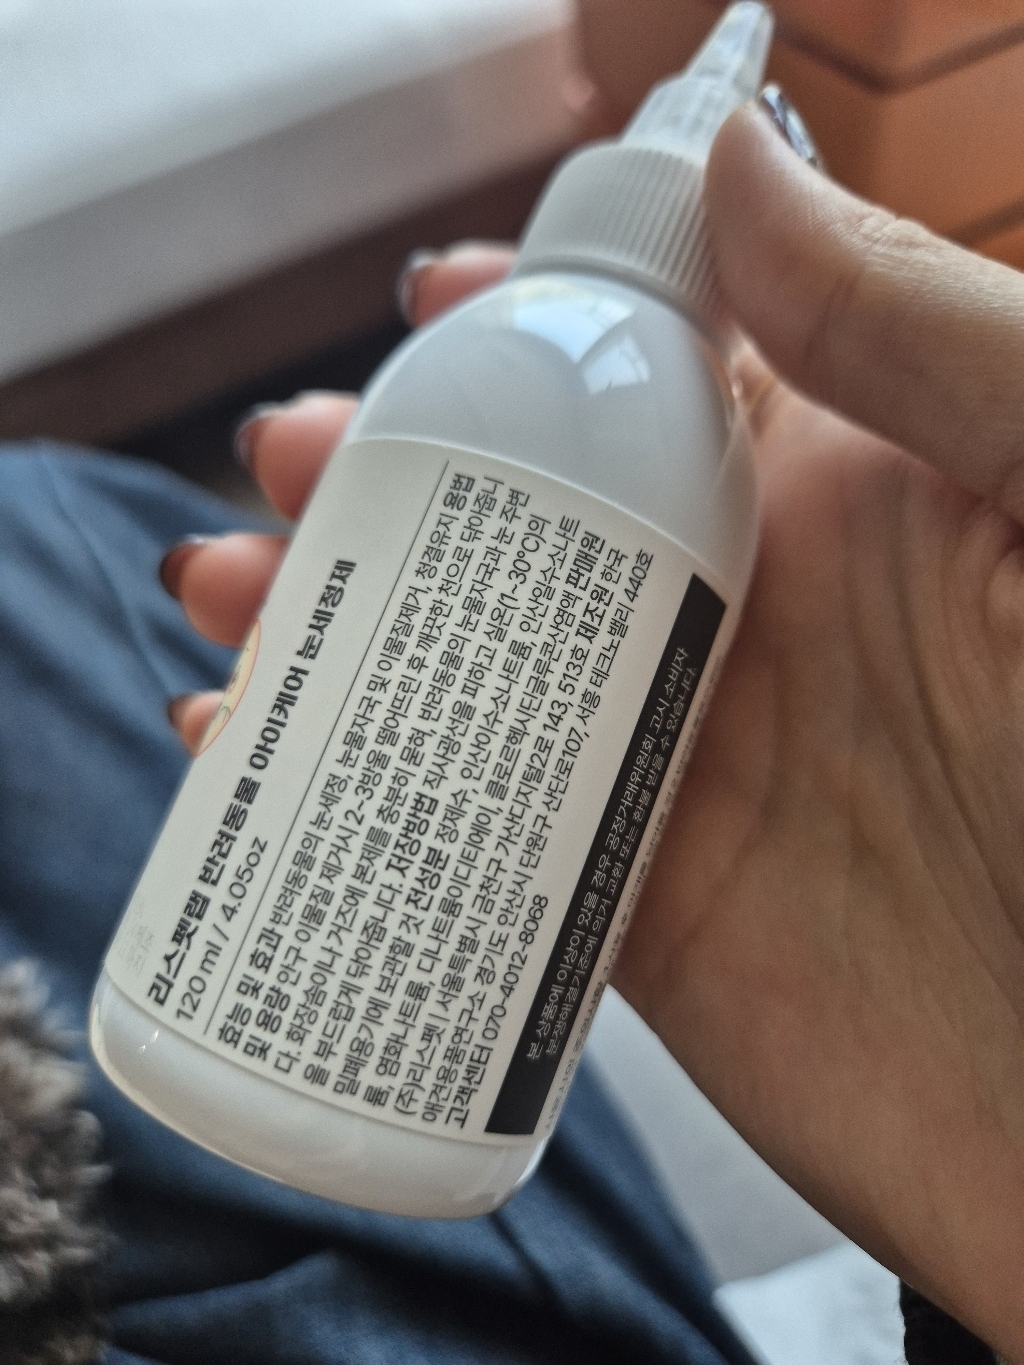 리스펫랩 반려동물 아이케어 눈세정제
120ml / 4.05oz
효능 및 효과 반려동물의 눈세정, 눈물자국 및 이물질제거, 청결유지 용법
및 용량 안구 이물질 제거시 2~3방울 떨어뜨린 후 깨끗한 천으로 닦아줍니
다. 화장솜이나 거즈에 본제를 충분히 묻혀, 반려동물의 눈물자국과 눈 주변
을 부드럽게 닦아줍니다. 저장방법 직사광선을 피하고 실온(1~30°C)의
밀폐용기에 보관할 것 전성분 정제수, 인산이수소나트륨, 인산일수소나트
륨, 염화나트륨, 디나트륨이디티에이, 클로르헥시딘글루콘산염액 판매원
(주)리스펫 | 서울특별시 금천구 가산디지털2로 143, 513호 제조원 한국
애견용품연구소 경기도 안산시 단원구 산단로107, 서흥 테크노밸리 440호
고객센터 070-4012-8068
본 상품에 이상이 있을 경우 공정거래위원회 고시 소비자
분쟁해결기준에 의거 교환 또는 환불 받을 수 있습니다.